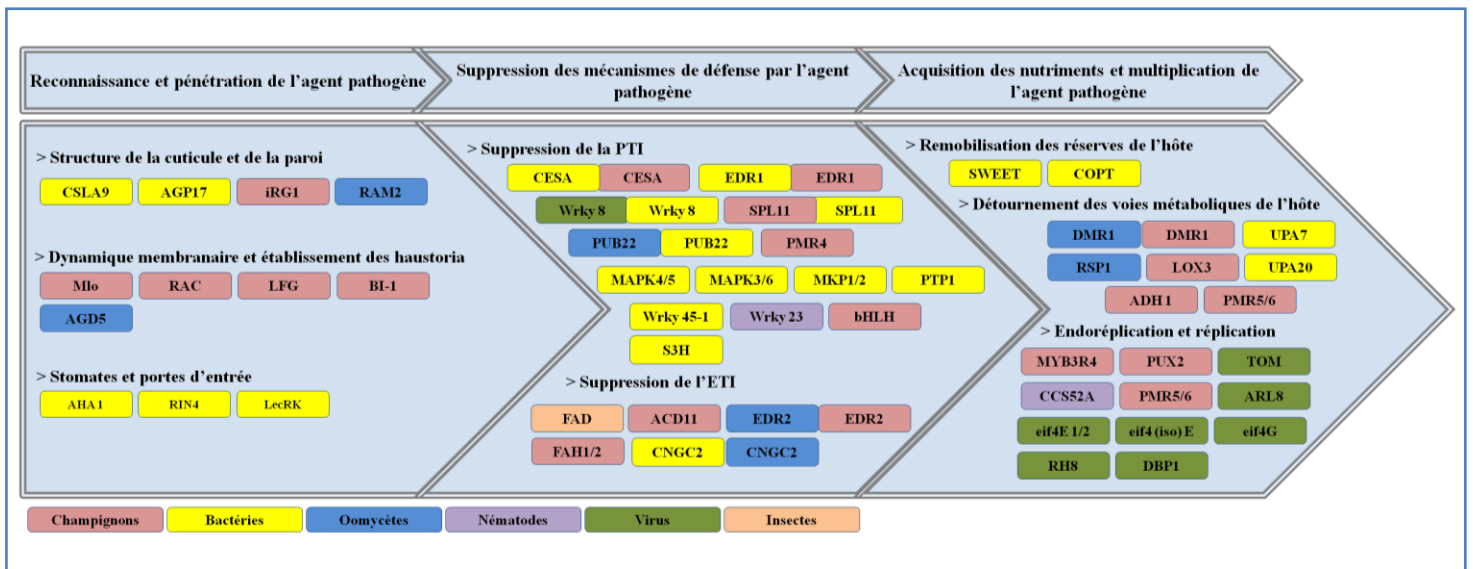 Reconnaissance et pénétration de l'agent pathogène
Suppression des mécanismes de défense par l'agent
pathogène
Acquisition des nutriments et multiplication de
l'agent pathogène
> Structure de la cuticule et de la paroi
CSLA9 AGP17 iRG1 RAM2
> Dynamique membranaire et établissement des haustoria
Mlo RAC LFG BI-1
AGD5
> Stomates et portes d'entrée
AHA1 RIN4 LecRK
> Suppression de la PTI
CESA CESA EDR1 EDR1
Wrky 8 Wrky 8 SPL11 SPL11
PUB22 PUB22 PMR4
MAPK4/5 MAPK3/6 MKP1/2 PTP1
Wrky 45-1 Wrky 23 bHLH
S3H
> Suppression de l'ETI
FAD ACD11 EDR2 EDR2
FAH1/2 CNGC2 CNGC2
> Remobilisation des réserves de l'hôte
SWEET COPT
> Détournement des voies métaboliques de l'hôte
DMR1 DMR1 UPA7
RSP1 LOX3 UPA20
ADH1 PMR5/6
> Endoréplication et réplication
MYB3R4 PUX2 TOM
CCS52A PMR5/6 ARL8
eif4E 1/2 eif4 (iso) E eif4G
RH8 DBP1
Champignons Bactéries Oomycètes Nématodes Virus Insectes